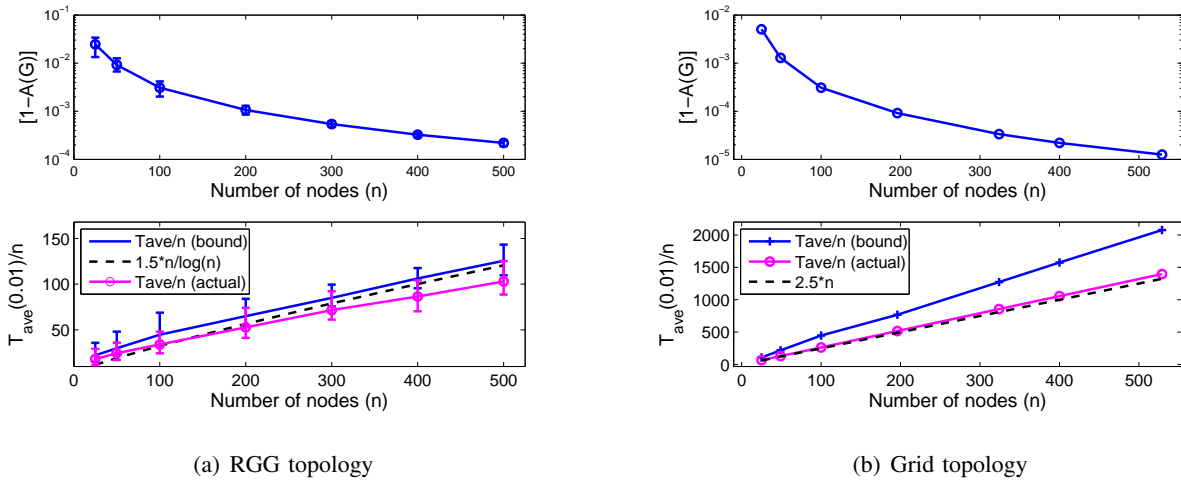 10^-1
10^-2
10^-3
10^-4
[1−A(G)]
100 200 300 400 500
Number of nodes (n)
150
100
50
T_ave(0.01)/n
Tave/n (bound)
1.5*n/log(n)
Tave/n (actual)
100 200 300 400 500
Number of nodes (n)
(a) RGG topology
10^-2
10^-3
10^-4
10^-5
[1−A(G)]
0 100 200 300 400 500
Number of nodes (n)
2000
1500
1000
500
0
T_ave(0.01)/n
Tave/n (bound)
Tave/n (actual)
2.5*n
0 100 200 300 400 500
Number of nodes (n)
(b) Grid topology